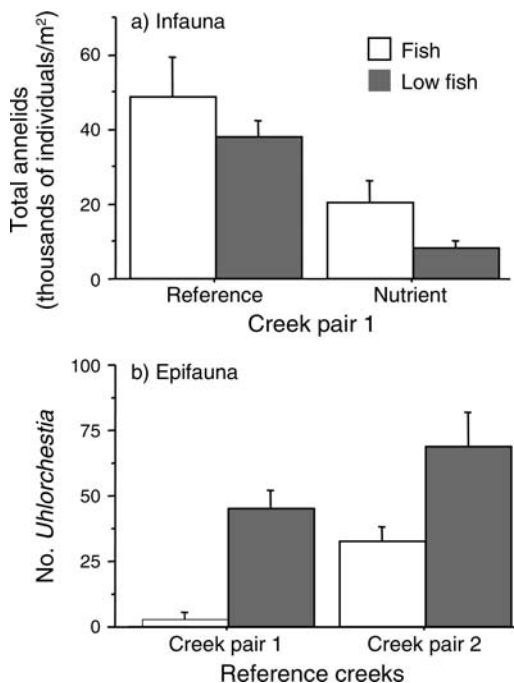 a) Infauna
Fish
Low fish
Total annelids
(thousands of individuals/m²)
80
60
40
20
0
Reference
Nutrient
Creek pair 1
b) Epifauna
No. Uhlorchestia
100
75
50
25
0
Creek pair 1
Creek pair 2
Reference creeks